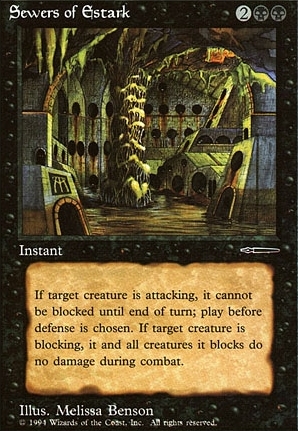 Sewers of Estark 2
Instant
If target creature is attacking, it cannot
be blocked until end of turn; play before
defense is chosen. If target creature is
blocking, it and all creatures it blocks do
no damage during combat.
Illus. Melissa Benson
© 1994 Wizards of the Coast, Inc. All rights reserved.